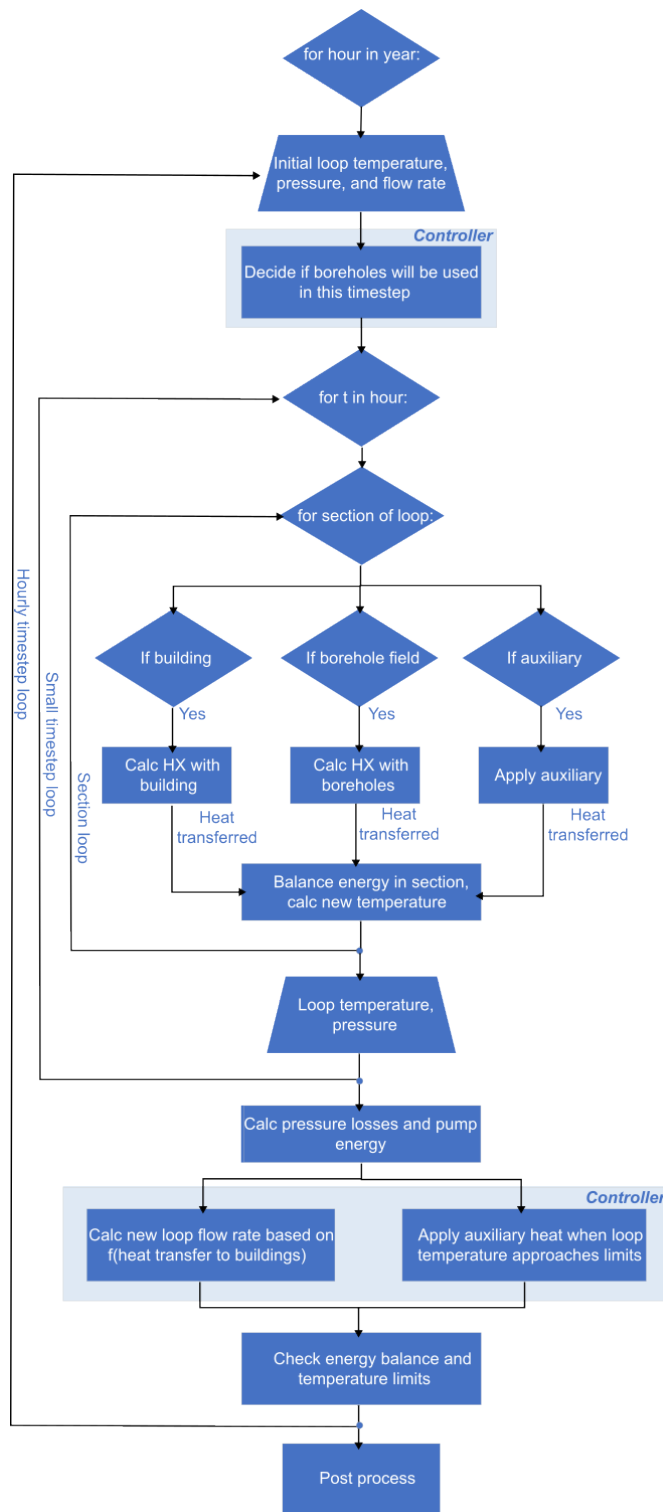 for hour in year:
Initial loop temperature,
pressure, and flow rate
Controller
Decide if boreholes will be used
in this timestep
for t in hour:
for section of loop:
Hourly timestep loop
Small timestep loop
Section loop
If building
If borehole field
If auxiliary
Yes
Yes
Yes
Calc HX with
building
Calc HX with
boreholes
Apply auxiliary
Heat
transferred
Heat
transferred
Heat
transferred
Balance energy in section,
calc new temperature
Loop temperature,
pressure
Calc pressure losses and pump
energy
Controller
Calc new loop flow rate based on
f(heat transfer to buildings)
Apply auxiliary heat when loop
temperature approaches limits
Check energy balance and
temperature limits
Post process